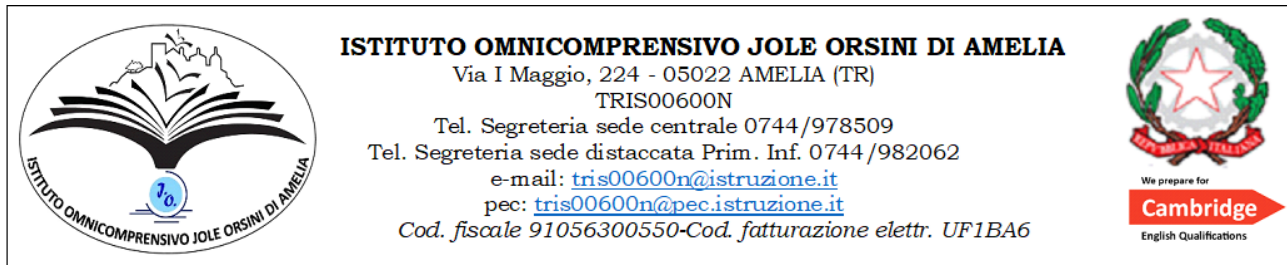 ISTITUTO OMNICOMPRENSIVO JOLE ORSINI DI AMELIA
J.O.
ISTITUTO OMNICOMPRENSIVO JOLE ORSINI DI AMELIA
Via I Maggio, 224 - 05022 AMELIA (TR)
TRIS00600N
Tel. Segreteria sede centrale 0744/978509
Tel. Segreteria sede distaccata Prim. Inf. 0744/982062
e-mail: tris00600n@istruzione.it
pec: tris00600n@pec.istruzione.it
Cod. fiscale 91056300550-Cod. fatturazione elettr. UF1BA6
REPVBBLICA ITALIANA
We prepare for
Cambridge
English Qualifications